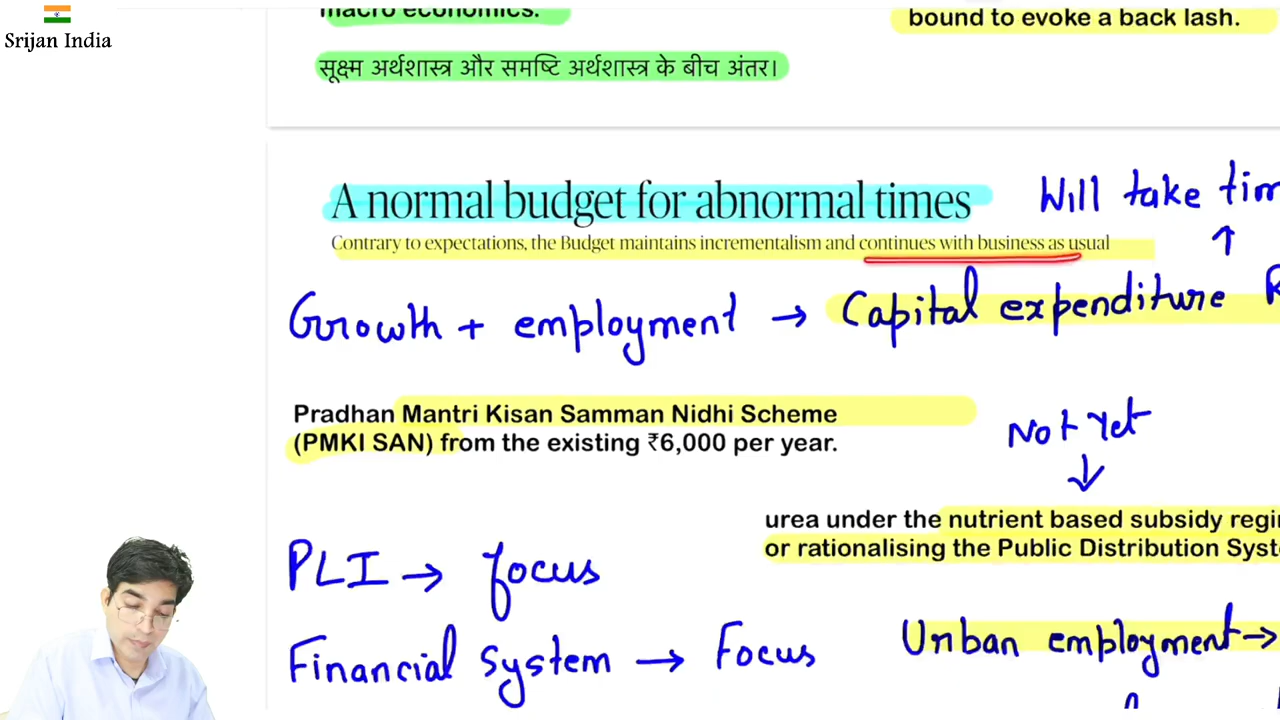 Srijan India
macro economics.
सूक्ष्म अर्थशास्त्र और समष्टि अर्थशास्त्र के बीच अंतर।
bound to evoke a back lash.
A normal budget for abnormal times
Contrary to expectations, the Budget maintains incrementalism and continues with business as usual
Will take tim
↑
Growth + employment → Capital expenditure R
Pradhan Mantri Kisan Samman Nidhi Scheme
(PMKI SAN) from the existing ₹6,000 per year.
Not Yet
↓
urea under the nutrient based subsidy regi
or rationalising the Public Distribution Syst
PLI → focus
Urban employment →
Financial system → Focus